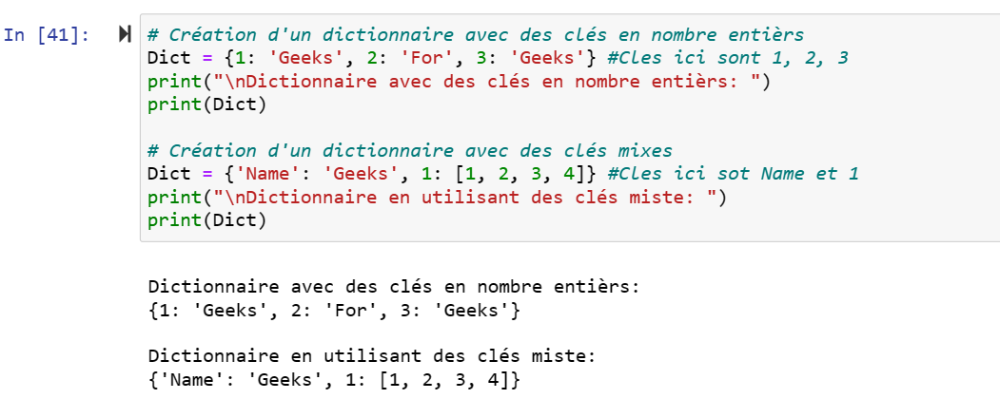 In [41]:
# Création d'un dictionnaire avec des clés en nombre entièrs
Dict = {1: 'Geeks', 2: 'For', 3: 'Geeks'} #Cles ici sont 1, 2, 3
print("\nDictionnaire avec des clés en nombre entièrs: ")
print(Dict)
# Création d'un dictionnaire avec des clés mixes
Dict = {'Name': 'Geeks', 1: [1, 2, 3, 4]} #Cles ici sot Name et 1
print("\nDictionnaire en utilisant des clés miste: ")
print(Dict)
Dictionnaire avec des clés en nombre entièrs:
{1: 'Geeks', 2: 'For', 3: 'Geeks'}
Dictionnaire en utilisant des clés miste:
{'Name': 'Geeks', 1: [1, 2, 3, 4]}